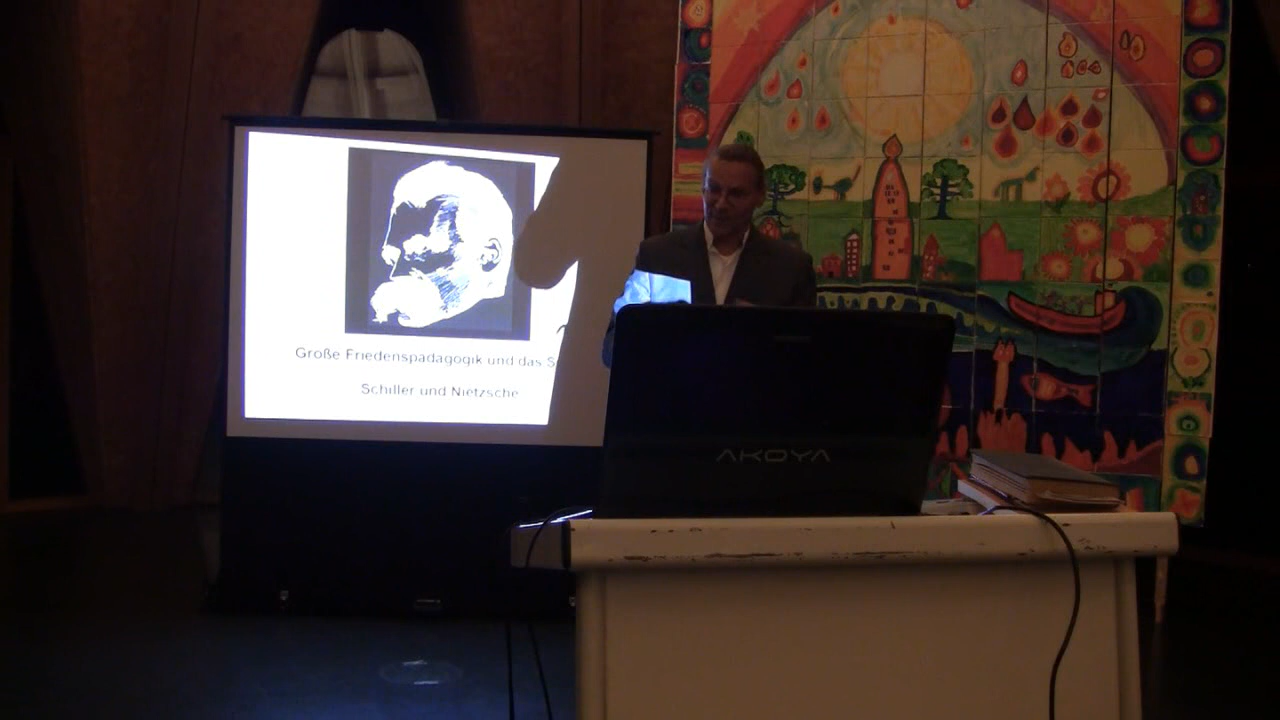 Große Friedenspädagogik und das S
Schiller und Nietzsche
AKOYA